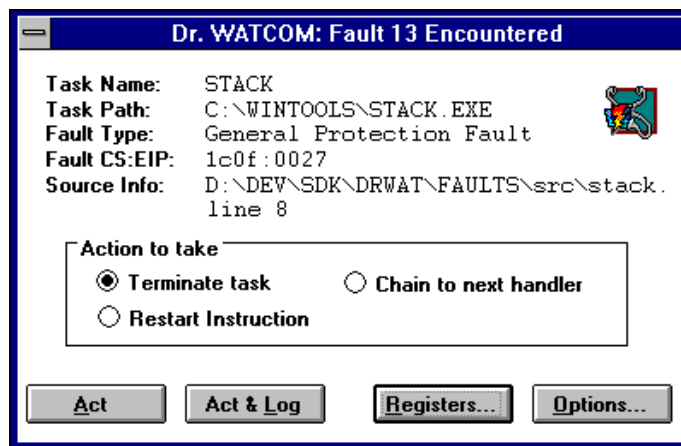 Dr. WATCOM: Fault 13 Encountered
Task Name: STACK
Task Path: C:\WINTOOLS\STACK.EXE
Fault Type: General Protection Fault
Fault CS:EIP: 1c0f:0027
Source Info: D:\DEV\SDK\DRWAT\FAULTS\src\stack.
line 8
Action to take
Terminate task Chain to next handler
Restart Instruction
Act Act & Log Registers... Options...